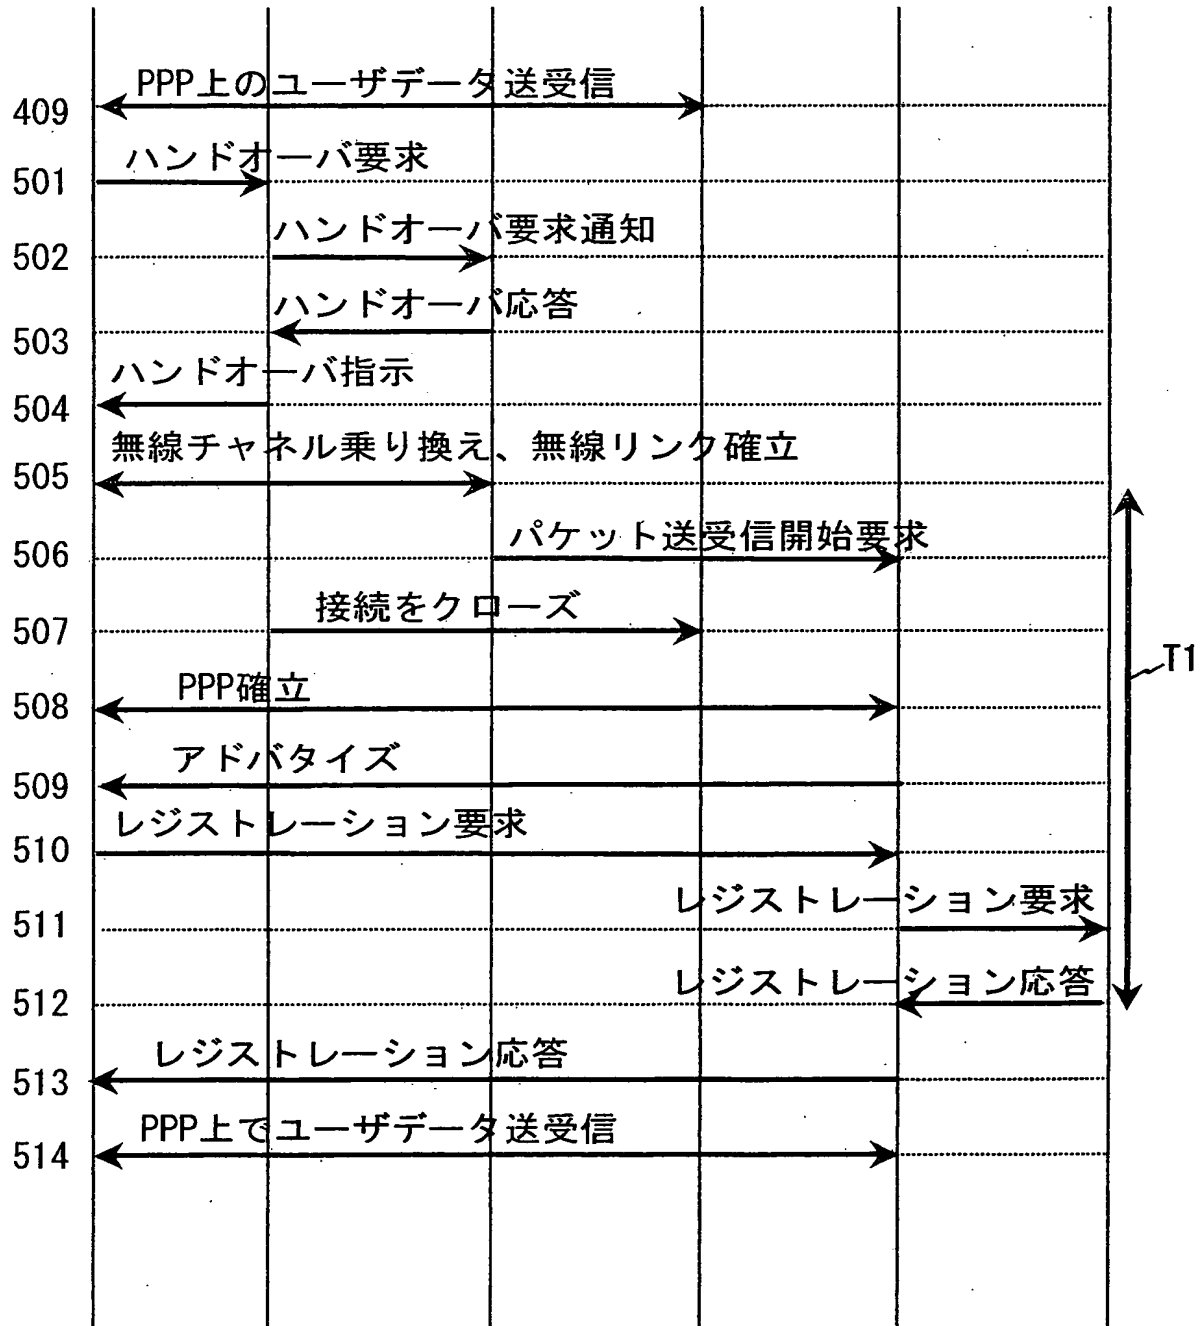 PPP上のユーザデータ送受信
409
ハンドオーバ要求
501
ハンドオーバ要求通知
502
ハンドオーバ応答
503
ハンドオーバ指示
504
無線チャネル乗り換え、無線リンク確立
505
パケット送受信開始要求
506
接続をクローズ
507
T1
PPP確立
508
アドバタイズ
509
レジストレーション要求
510
レジストレーション要求
511
レジストレーション応答
512
レジストレーション応答
513
PPP上でユーザデータ送受信
514